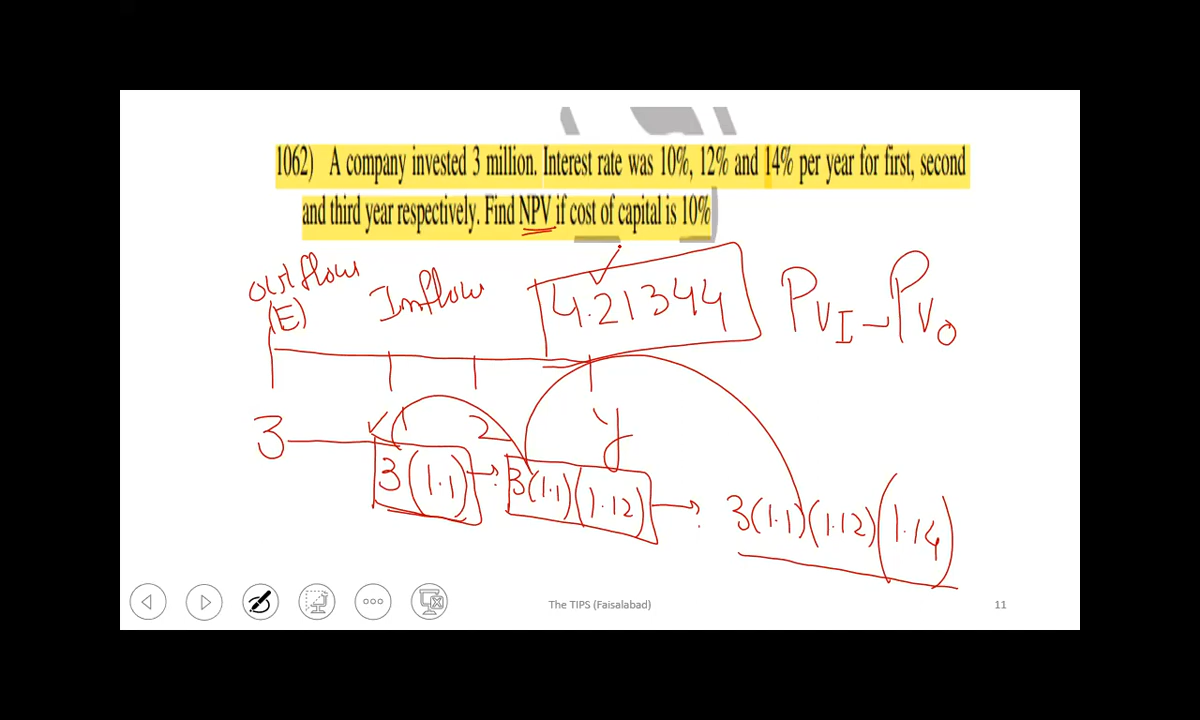 1062) A company invested 3 million. Interest rate was 10%, 12% and 14% per year for first, second
and third year respectively. Find NPV if cost of capital is 10%
outflow Inflow 4.21344 PVI - PVO
(E)
3 1 2 y
3(1.1) → 3(1.1)(1.12) → 3(1.1)(1.12)(1.14)
The TIPS (Faisalabad) 11